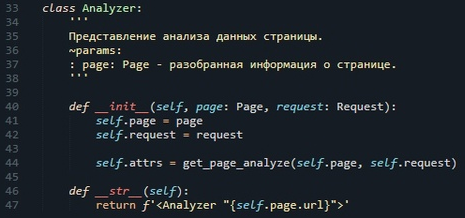 33 class Analyzer:
34     '''
35     Представление анализа данных страницы.
36     ~params:
37     : page: Page - разобранная информация о странице.
38     '''
39
40     def __init__(self, page: Page, request: Request):
41         self.page = page
42         self.request = request
43
44         self.attrs = get_page_analyze(self.page, self.request)
45
46     def __str__(self):
47         return f'<Analyzer "{self.page.url}">'